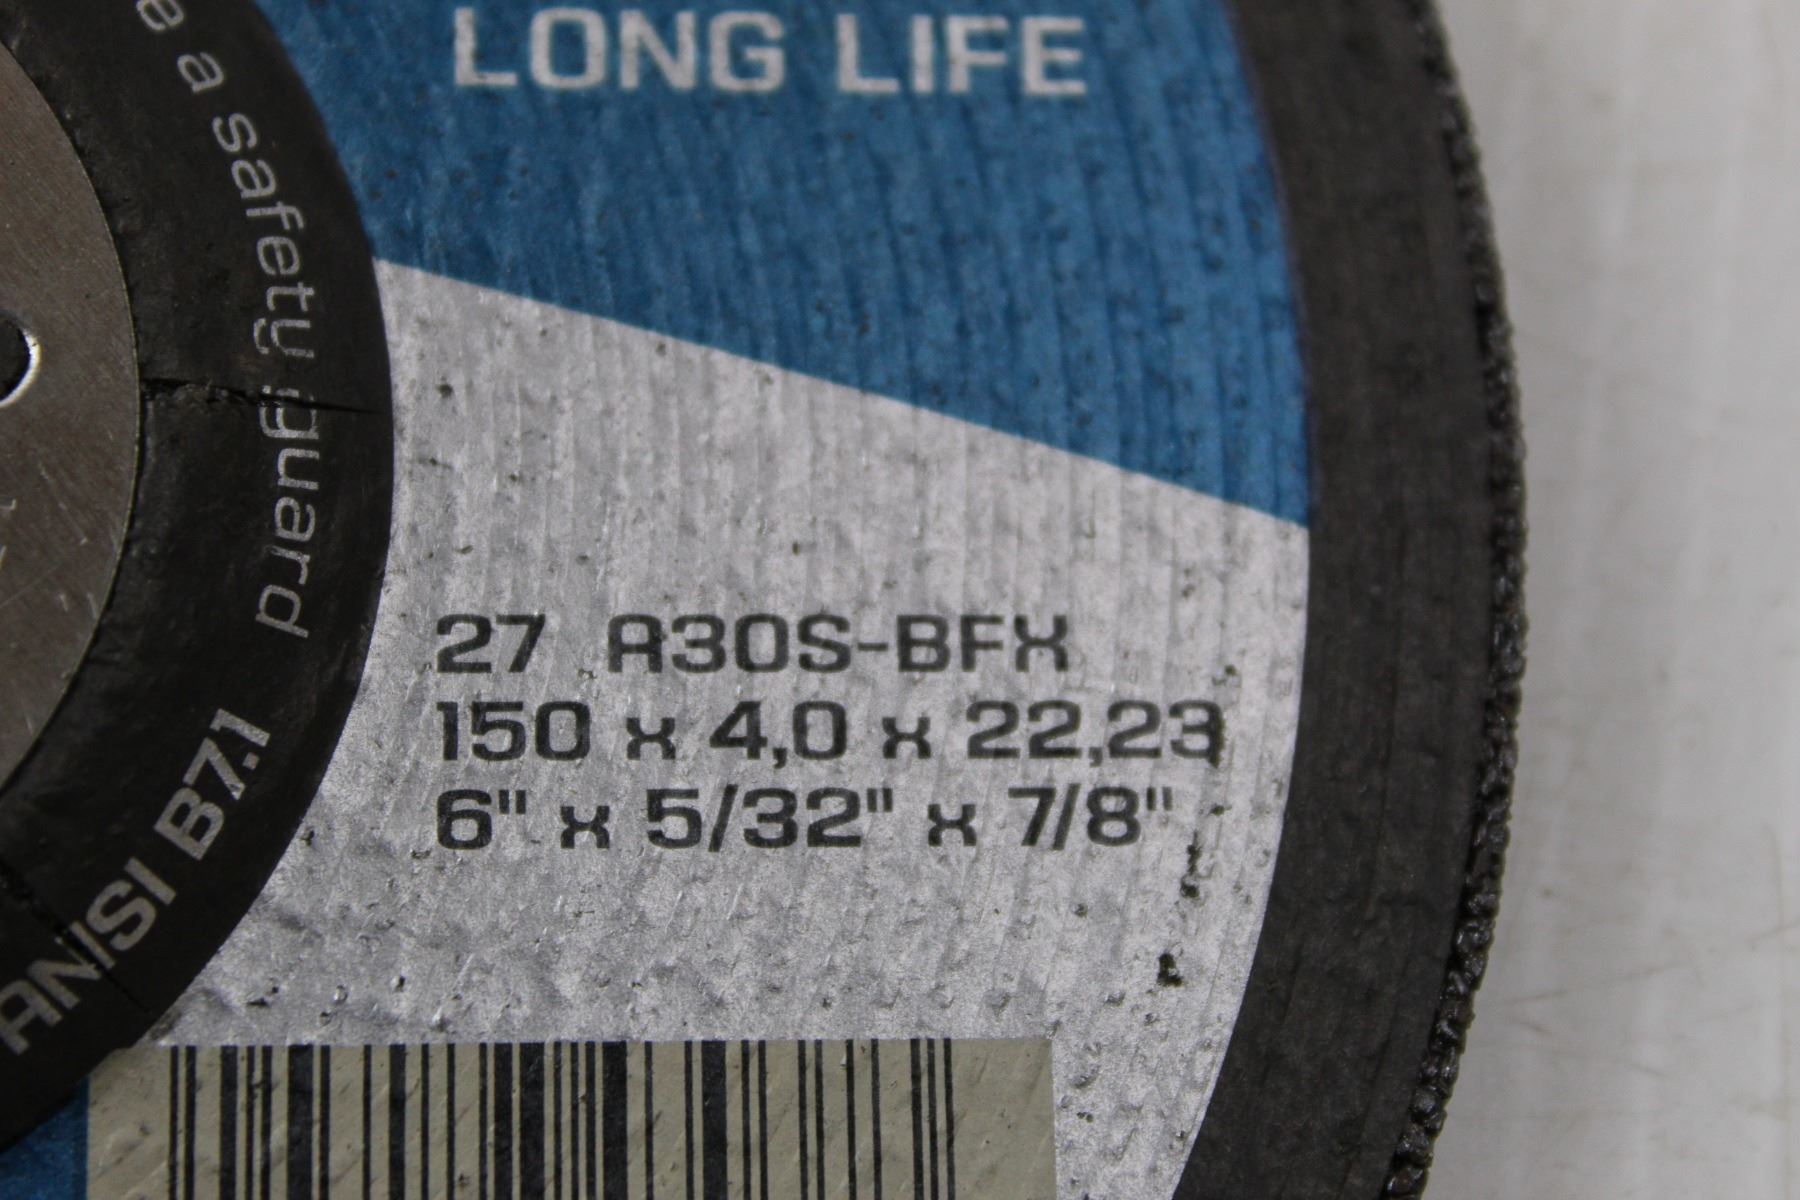 LONG LIFE
a safety guard
27 A30S-BFX
150 x 4,0 x 22,23
6" x 5/32" x 7/8"
ANSI B7.1